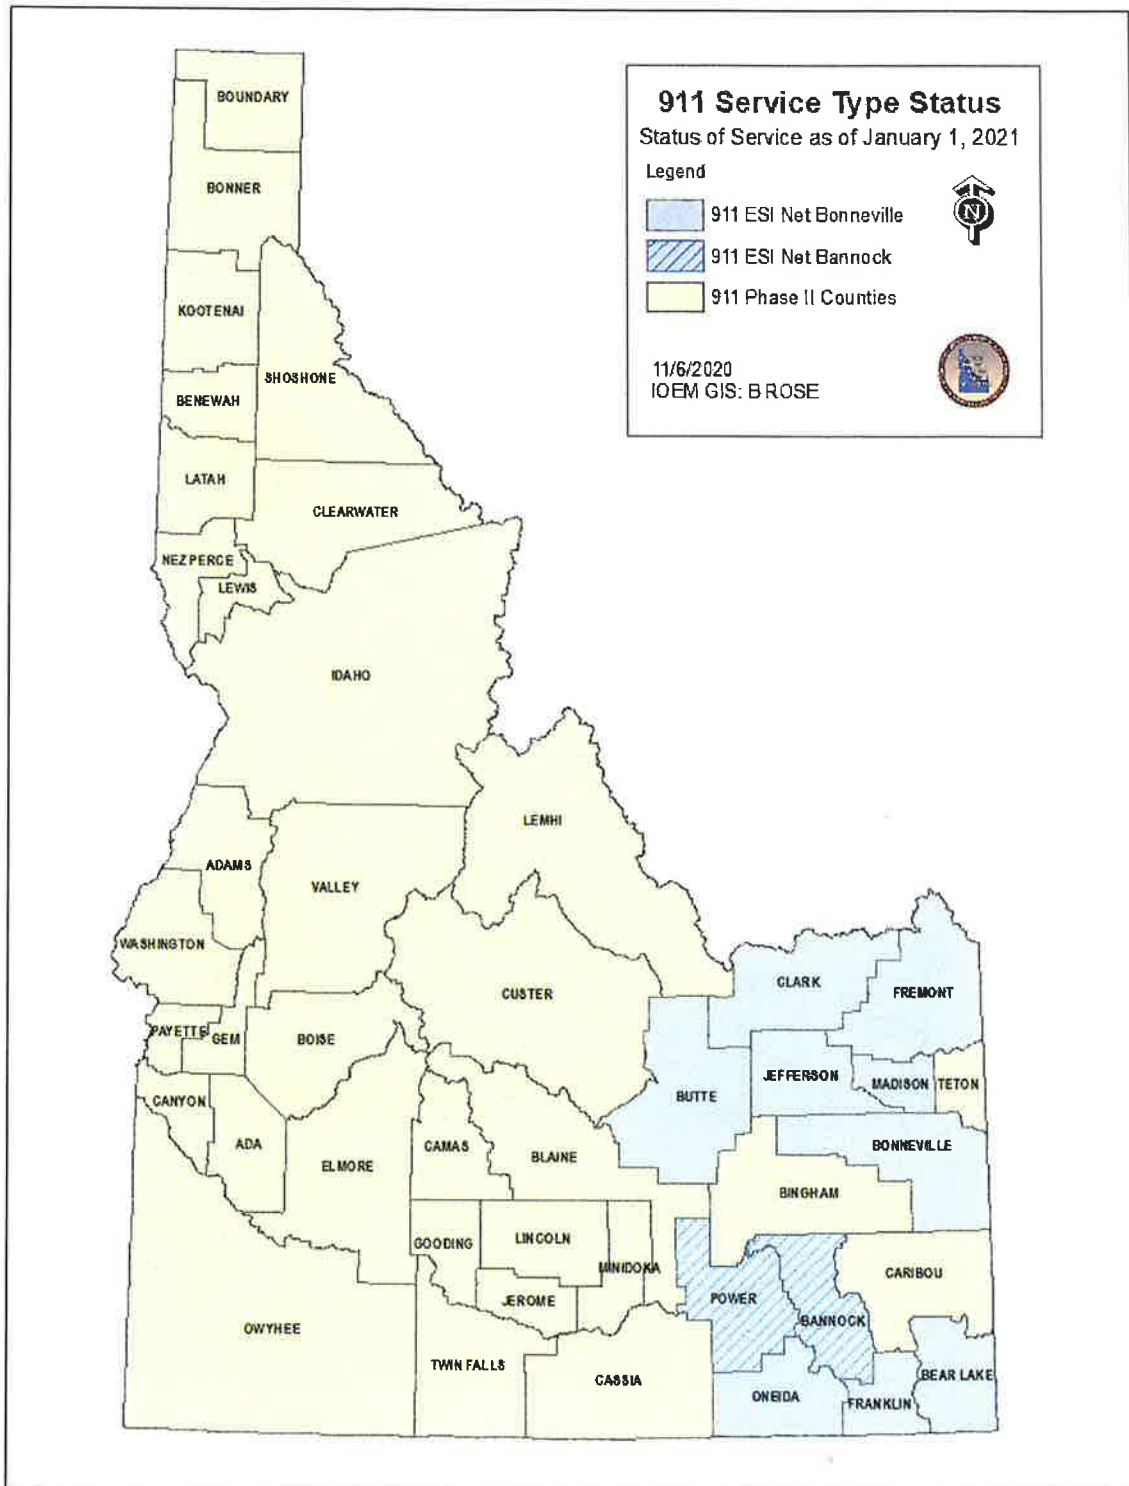 911 Service Type Status
Status of Service as of January 1, 2021
Legend
911 ESI Net Bonneville
N
911 ESI Net Bannock
911 Phase II Counties
11/6/2020
IOEM GIS: B ROSE
BOUNDARY
BONNER
KOOTENAI
SHOSHONE
BENEWAH
LATAH
CLEARWATER
NEZ PERCE
LEWIS
IDAHO
LEMHI
ADAMS
VALLEY
WASHINGTON
CUSTER
CLARK
FREMONT
PAYETTE
GEM
BOISE
JEFFERSON
MADISON
TETON
BUTTE
CANYON
ADA
CAMAS
BLAINE
BONNEVILLE
ELMORE
BINGHAM
GOODING
LINCOLN
MINIDOKA
CARIBOU
JEROME
POWER
BANNOCK
OWYHEE
TWIN FALLS
CASSIA
BEAR LAKE
ONEIDA
FRANKLIN